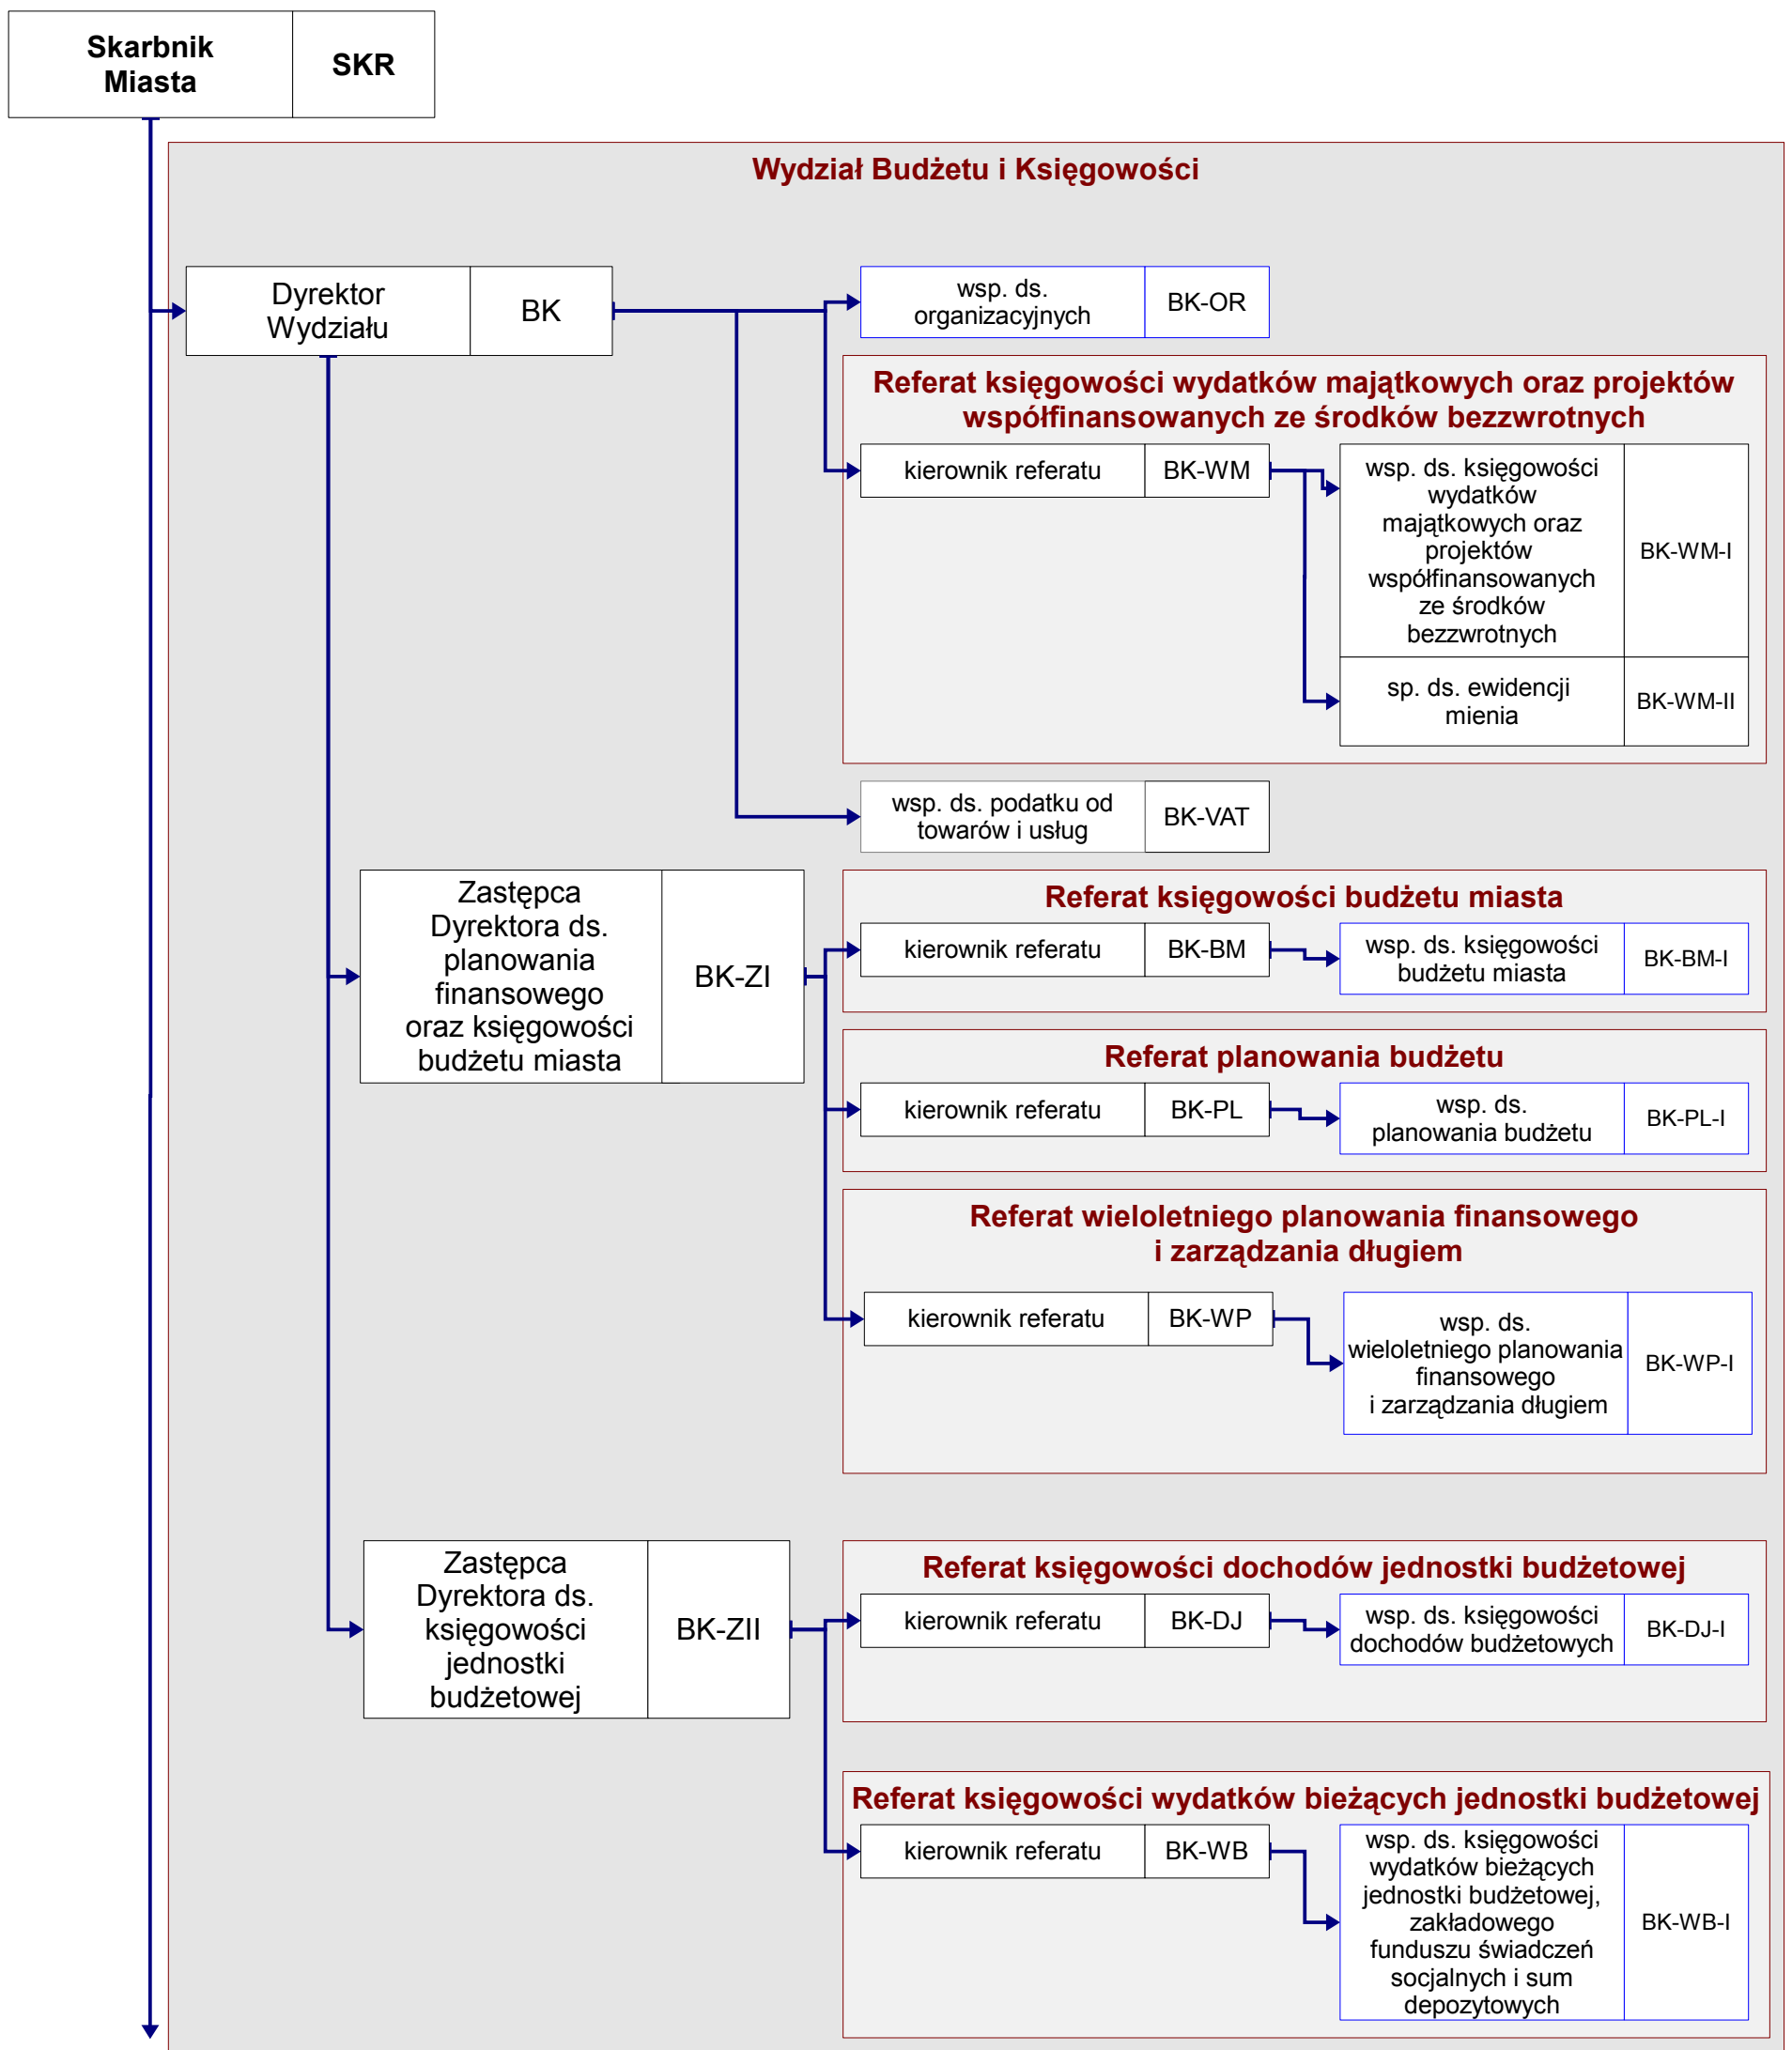 Skarbnik
Miasta
SKR
Wydział Budżetu i Księgowości
Dyrektor
Wydziału
BK
wsp. ds.
organizacyjnych
BK-OR
Referat księgowości wydatków majątkowych oraz projektów
współfinansowanych ze środków bezzwrotnych
kierownik referatu
BK-WM
wsp. ds. księgowości
wydatków
majątkowych oraz
projektów
współfinansowanych
ze środków
bezzwrotnych
BK-WM-I
sp. ds. ewidencji
mienia
BK-WM-II
wsp. ds. podatku od
towarów i usług
BK-VAT
Zastępca
Dyrektora ds.
planowania
finansowego
oraz księgowości
budżetu miasta
BK-ZI
Referat księgowości budżetu miasta
kierownik referatu
BK-BM
wsp. ds. księgowości
budżetu miasta
BK-BM-I
Referat planowania budżetu
kierownik referatu
BK-PL
wsp. ds.
planowania budżetu
BK-PL-I
Referat wieloletniego planowania finansowego
i zarządzania długiem
kierownik referatu
BK-WP
wsp. ds.
wieloletniego planowania
finansowego
i zarządzania długiem
BK-WP-I
Zastępca
Dyrektora ds.
księgowości
jednostki
budżetowej
BK-ZII
Referat księgowości dochodów jednostki budżetowej
kierownik referatu
BK-DJ
wsp. ds. księgowości
dochodów budżetowych
BK-DJ-I
Referat księgowości wydatków bieżących jednostki budżetowej
kierownik referatu
BK-WB
wsp. ds. księgowości
wydatków bieżących
jednostki budżetowej,
zakładowego
funduszu świadczeń
socjalnych i sum
depozytowych
BK-WB-I